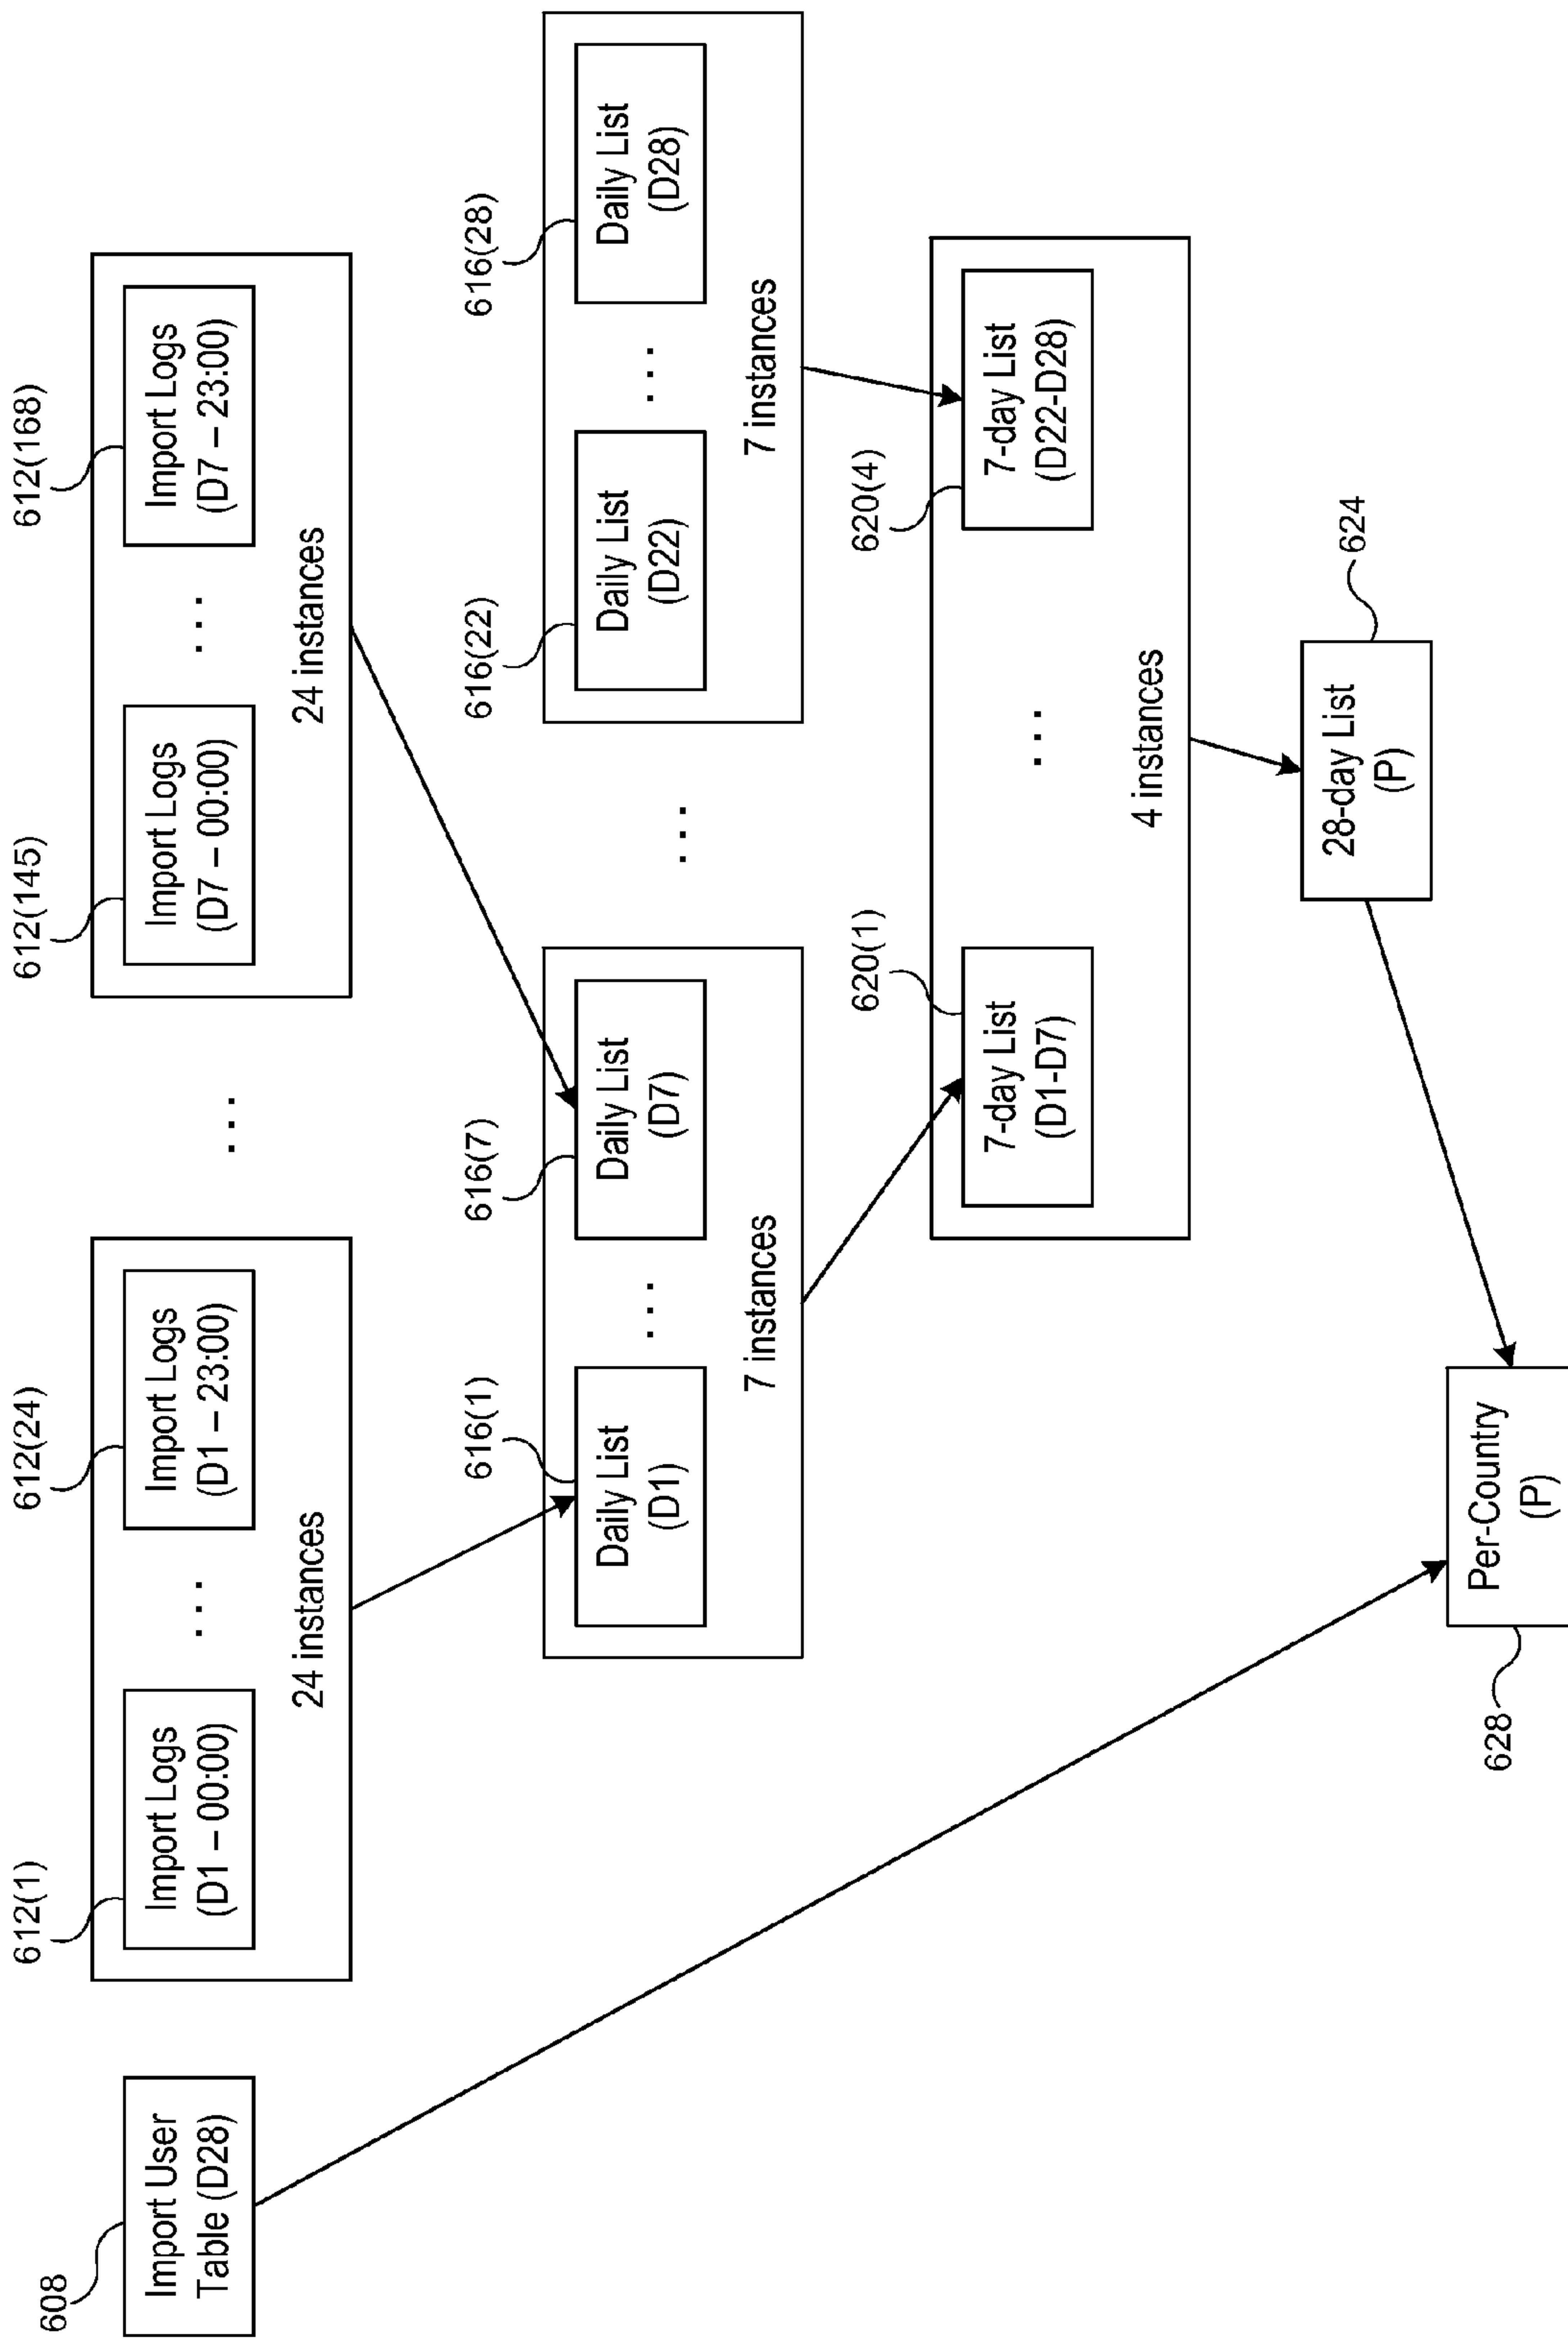 608
Import User
Table (D28)
612(1)
Import Logs
(D1 – 00:00)
. . .
612(24)
Import Logs
(D1 – 23:00)
24 instances
. . .
612(145)
Import Logs
(D7 – 00:00)
. . .
612(168)
Import Logs
(D7 – 23:00)
24 instances
616(1)
Daily List
(D1)
. . .
616(7)
Daily List
(D7)
7 instances
. . .
616(22)
Daily List
(D22)
. . .
616(28)
Daily List
(D28)
7 instances
620(1)
7-day List
(D1-D7)
. . .
620(4)
7-day List
(D22-D28)
4 instances
28-day List
(P)
624
Per-Country
(P)
628